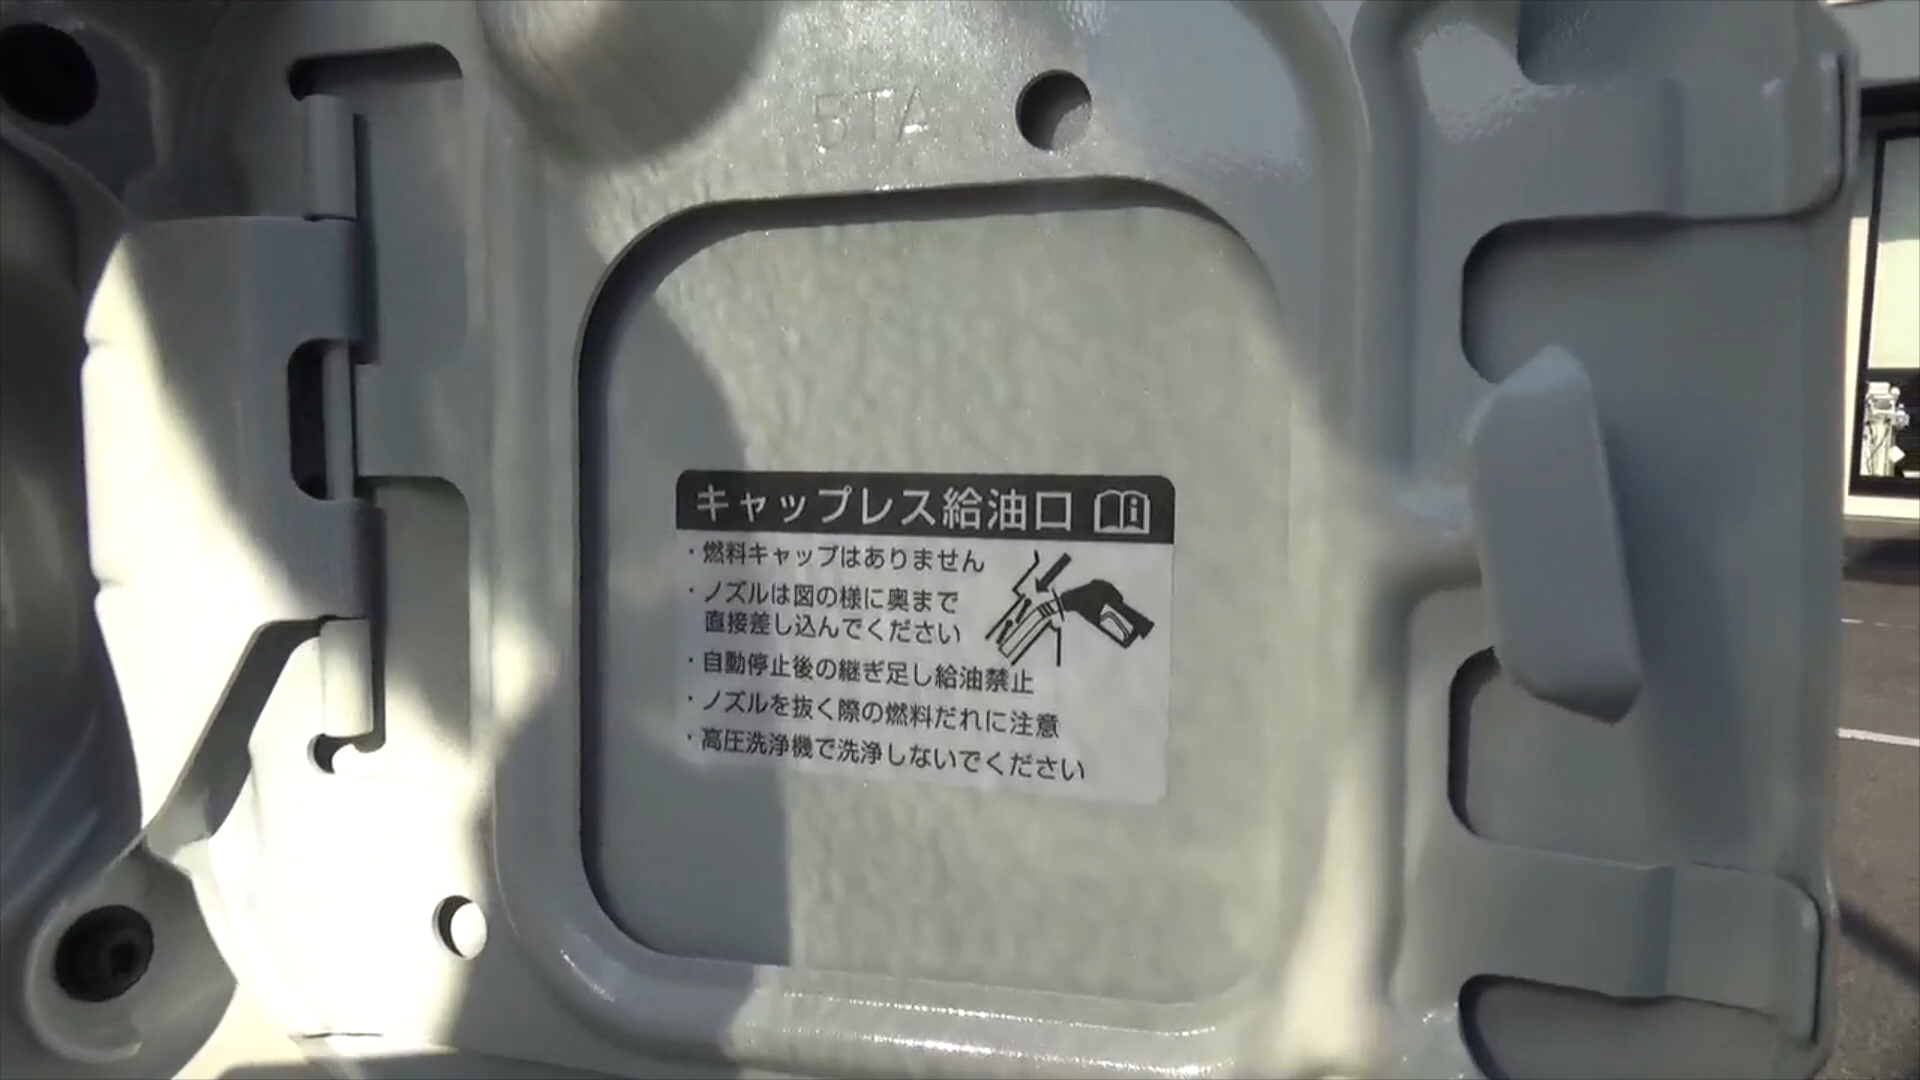 5TA
キャップレス給油口
・燃料キャップはありません
・ノズルは図の様に奥まで
直接差し込んでください
・自動停止後の継ぎ足し給油禁止
・ノズルを抜く際の燃料だれに注意
・高圧洗浄機で洗浄しないでください